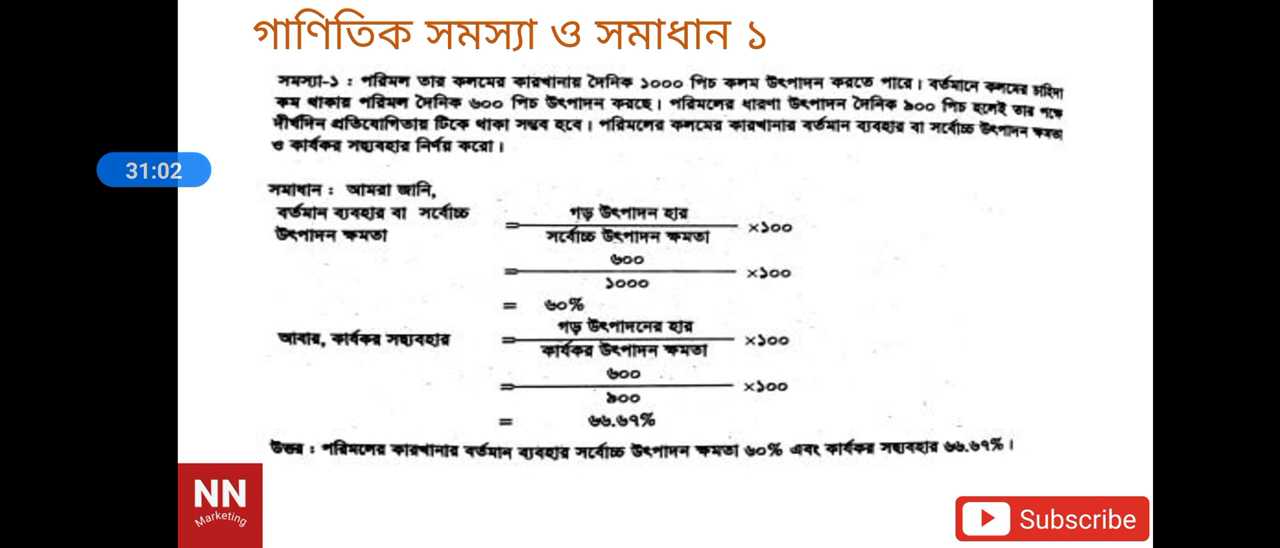 গাণিতিক সমস্যা ও সমাধান ১
সমস্যা-১ : পরিমল তার কলমের কারখানায় দৈনিক ১০০০ পিচ কলম উৎপাদন করতে পারে। বর্তমানে কলমের চাহিদা
কম থাকায় পরিমল দৈনিক ৬০০ পিচ উৎপাদন করছে। পরিমলের ধারণা উৎপাদন দৈনিক ৯০০ পিচ হলেই তার পক্ষে
দীর্ঘদিন প্রতিযোগিতায় টিকে থাকা সম্ভব হবে। পরিমলের কলমের কারখানার বর্তমান ব্যবহার বা সর্বোচ্চ উৎপাদন ক্ষমতা
ও কার্যকর সদ্ব্যবহার নির্ণয় করো।
31:02
সমাধান : আমরা জানি,
বর্তমান ব্যবহার বা সর্বোচ্চ
উৎপাদন ক্ষমতা
= গড় উৎপাদন হার
সর্বোচ্চ উৎপাদন ক্ষমতা
×১০০
= ৬০০
১০০০
×১০০
= ৬০%
আবার, কার্যকর সদ্ব্যবহার
= গড় উৎপাদনের হার
কার্যকর উৎপাদন ক্ষমতা
×১০০
= ৬০০
৯০০
×১০০
= ৬৬.৬৭%
উত্তর : পরিমলের কারখানার বর্তমান ব্যবহার সর্বোচ্চ উৎপাদন ক্ষমতা ৬০% এবং কার্যকর সদ্ব্যবহার ৬৬.৬৭%।
NN
Marketing
Subscribe